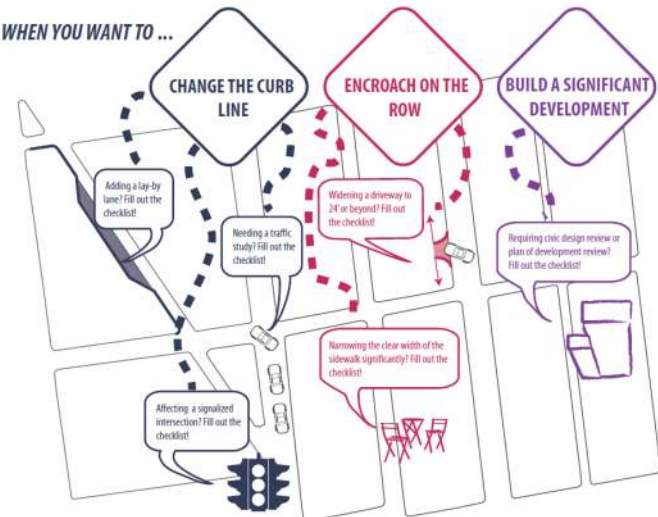 WHEN YOU WANT TO ...
CHANGE THE CURB
LINE
ENCROACH ON THE
ROW
BUILD A SIGNIFICANT
DEVELOPMENT
Adding a lay-by
lane? Fill out the
checklist!
Needing a traffic
study? Fill out the
checklist!
Widening a driveway to
24' or beyond? Fill out
the checklist!
Requiring civic design review or
plan of development review?
Fill out the checklist!
Narrowing the clear width of the
sidewalk significantly? Fill out the
checklist!
Affecting a signalized
intersection? Fill out the
checklist!